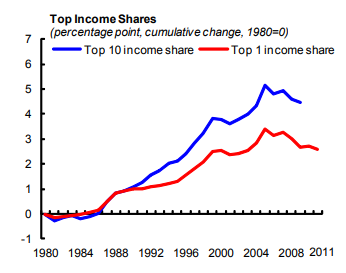 Top Income Shares
(percentage point, cumulative change, 1980=0)
7
Top 10 income share Top 1 income share
6
5
4
3
2
1
0
-1
1980 1984 1988 1992 1996 2000 2004 2008 2011